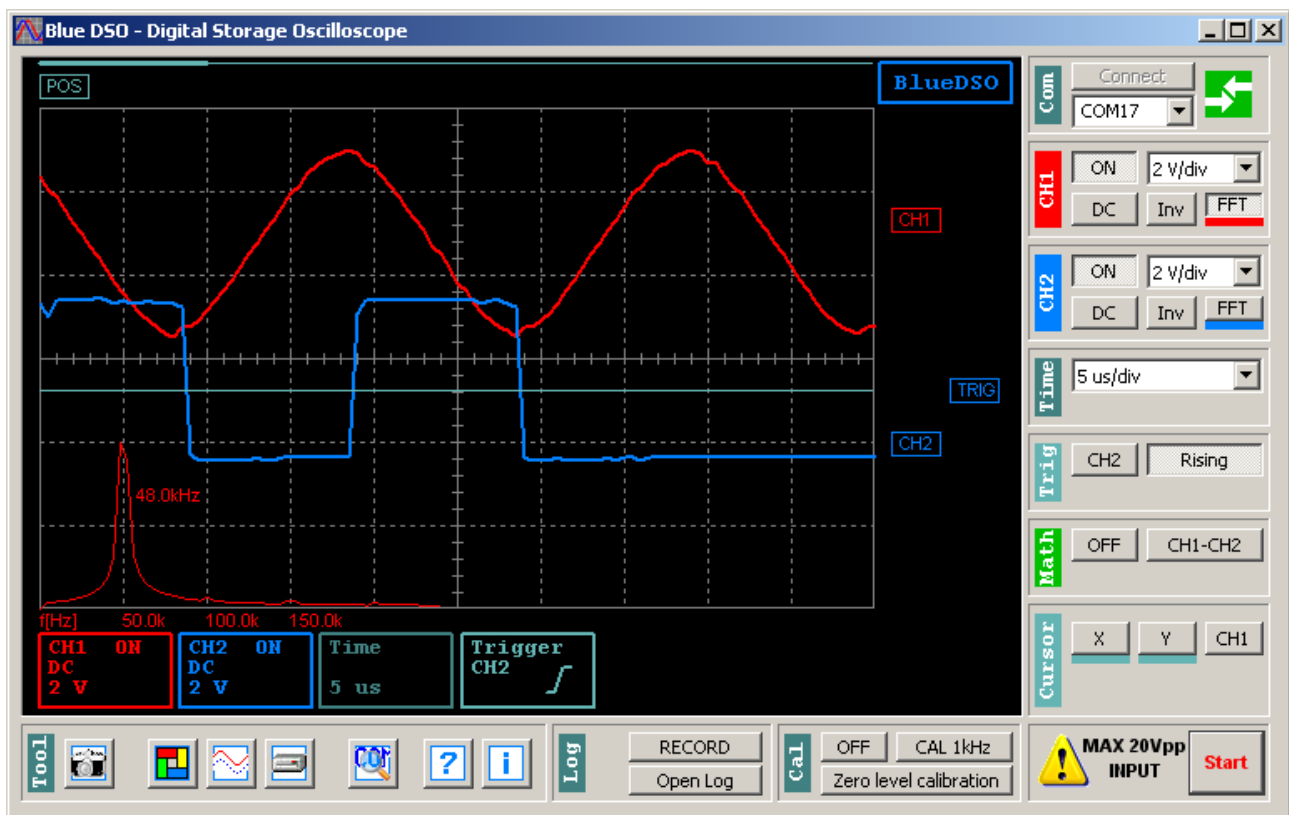 Blue DSO - Digital Storage Oscilloscope
POS
BlueDSO
CH1
TRIG
CH2
48.0kHz
f[Hz] 50.0k 100.0k 150.0k
CH1 ON
DC
2 V
CH2 ON
DC
2 V
Time
5 us
Trigger
CH2
Com
Connect
COM17
CH1
ON 2 V/div
DC Inv FFT
CH2
ON 2 V/div
DC Inv FFT
Time
5 us/div
Trig
CH2 Rising
Math
OFF CH1-CH2
Cursor
X Y CH1
Tool
COM
?
i
Log
RECORD
Open Log
Cal
OFF CAL 1kHz
Zero level calibration
MAX 20Vpp
INPUT
Start